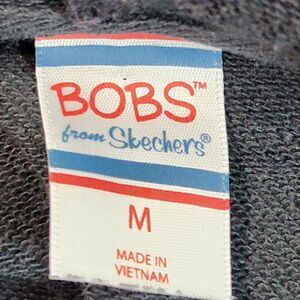 BOBS™
from Skechers®
M
MADE IN
VIETNAM